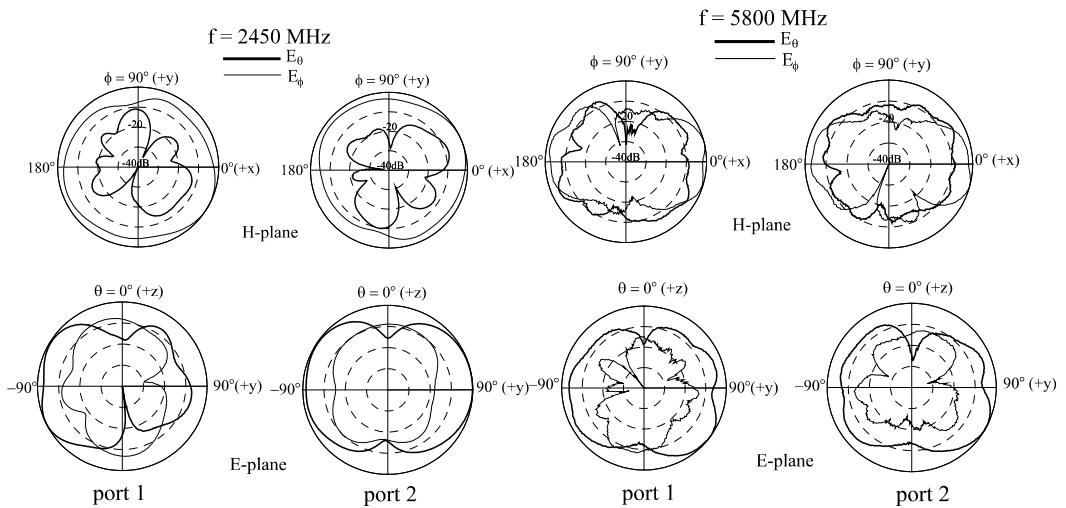 f = 2450 MHz
E_θ
E_ϕ
f = 5800 MHz
E_θ
E_ϕ
ϕ = 90° (+y)
-20
-40dB
180°
0°(+x)
ϕ = 90° (+y)
-20
-40dB
180°
0° (+x)
H-plane
ϕ = 90° (+y)
-20
-40dB
180°
0°(+x)
ϕ = 90° (+y)
-20
-40dB
180°
0°(+x)
H-plane
θ = 0° (+z)
−90°
90°(+y)
θ = 0° (+z)
−90°
90° (+y)
E-plane
θ = 0° (+z)
−90°
90°(+y)
θ = 0° (+z)
−90°
90° (+y)
E-plane
port 1
port 2
port 1
port 2